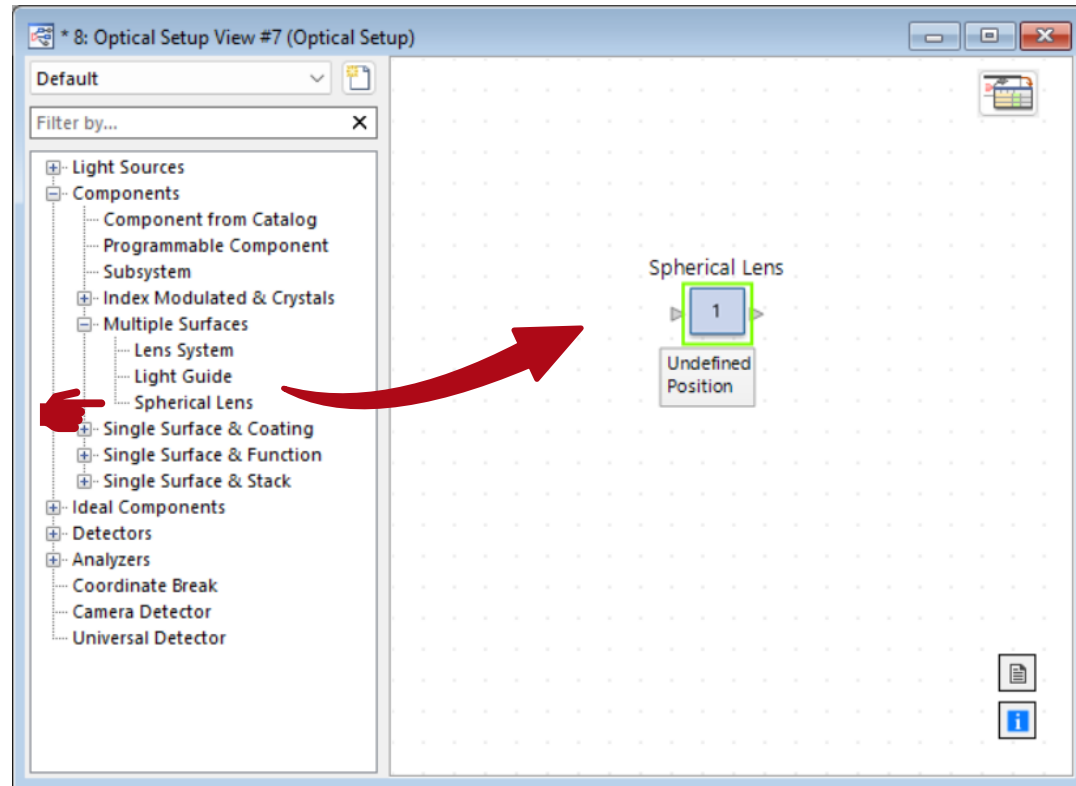 * 8: Optical Setup View #7 (Optical Setup)
Default
Filter by...
Light Sources
Components
Component from Catalog
Programmable Component
Subsystem
Index Modulated & Crystals
Multiple Surfaces
Lens System
Light Guide
Spherical Lens
Single Surface & Coating
Single Surface & Function
Single Surface & Stack
Ideal Components
Detectors
Analyzers
Coordinate Break
Camera Detector
Universal Detector
Spherical Lens
1
Undefined
Position
i